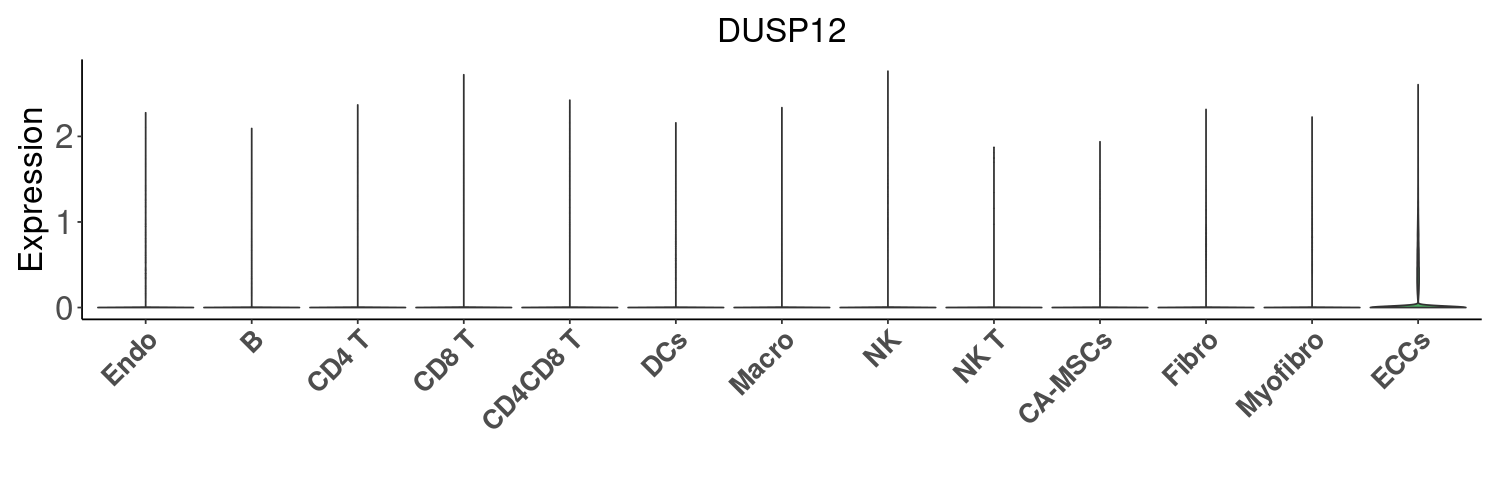 DUSP12
Expression
2
1
0
Endo
B
CD4 T
CD8 T
CD4CD8 T
DCs
Macro
NK
NK T
CA-MSCs
Fibro
Myofibro
ECCs